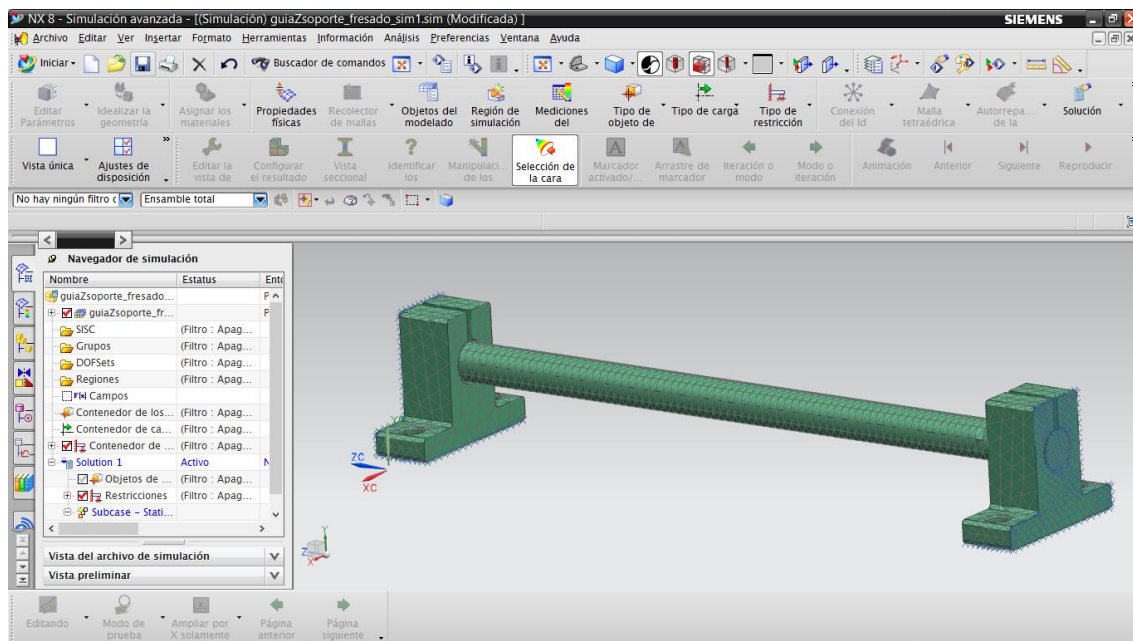 NX 8 - Simulación avanzada - [(Simulación) guiaZsoporte_fresado_sim1.sim (Modificada) ]
SIEMENS
Archivo Editar Ver Insertar Formato Herramientas Información Análisis Preferencias Ventana Ayuda
Iniciar
Buscador de comandos
Editar Parámetros
Idealizar la geometría
Asignar los materiales
Propiedades físicas
Recolector de mallas
Objetos del modelado
Región de simulación
Mediciones del
Tipo de objeto de
Tipo de carga
Tipo de restricción
Conexión del ld
Malla tetraédrica
Autorrepa... de la
Solución
Vista única
Ajustes de disposición
Editar la vista de
Configurar el resultado
Vista seccional
Identificar los
Manipulaci... de los
Selección de la cara
Marcador activado/...
Arrastre de marcador
Iteración o modo
Modo o iteración
Animación
Anterior
Siguiente
Reproducir
No hay ningún filtro c
Ensamble total
Navegador de simulación
Nombre Estatus Ento
guiaZsoporte_fresado... P
guiaZsoporte_fr... P
SISC (Filtro : Apag...
Grupos (Filtro : Apag...
DOFSets (Filtro : Apag...
Regiones (Filtro : Apag...
Campos
Contenedor de los... (Filtro : Apag...
Contenedor de ca... (Filtro : Apag...
Contenedor de ... (Filtro : Apag...
Solution 1 Activo N
Objetos de ... (Filtro : Apag...
Restricciones (Filtro : Apag...
Subcase – Stati...
Vista del archivo de simulación
Vista preliminar
ZC
XC
Y
Y
Z
X
Editando
Modo de prueba
Ampliar por X solamente
Página anterior
Página siguiente